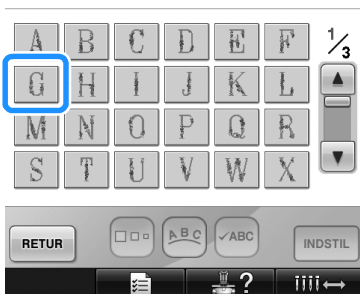 A B C D E F 1/3
G H I J K L
M N O P Q R
S T U V W X
RETUR ABC ✓ABC INDSTIL
?